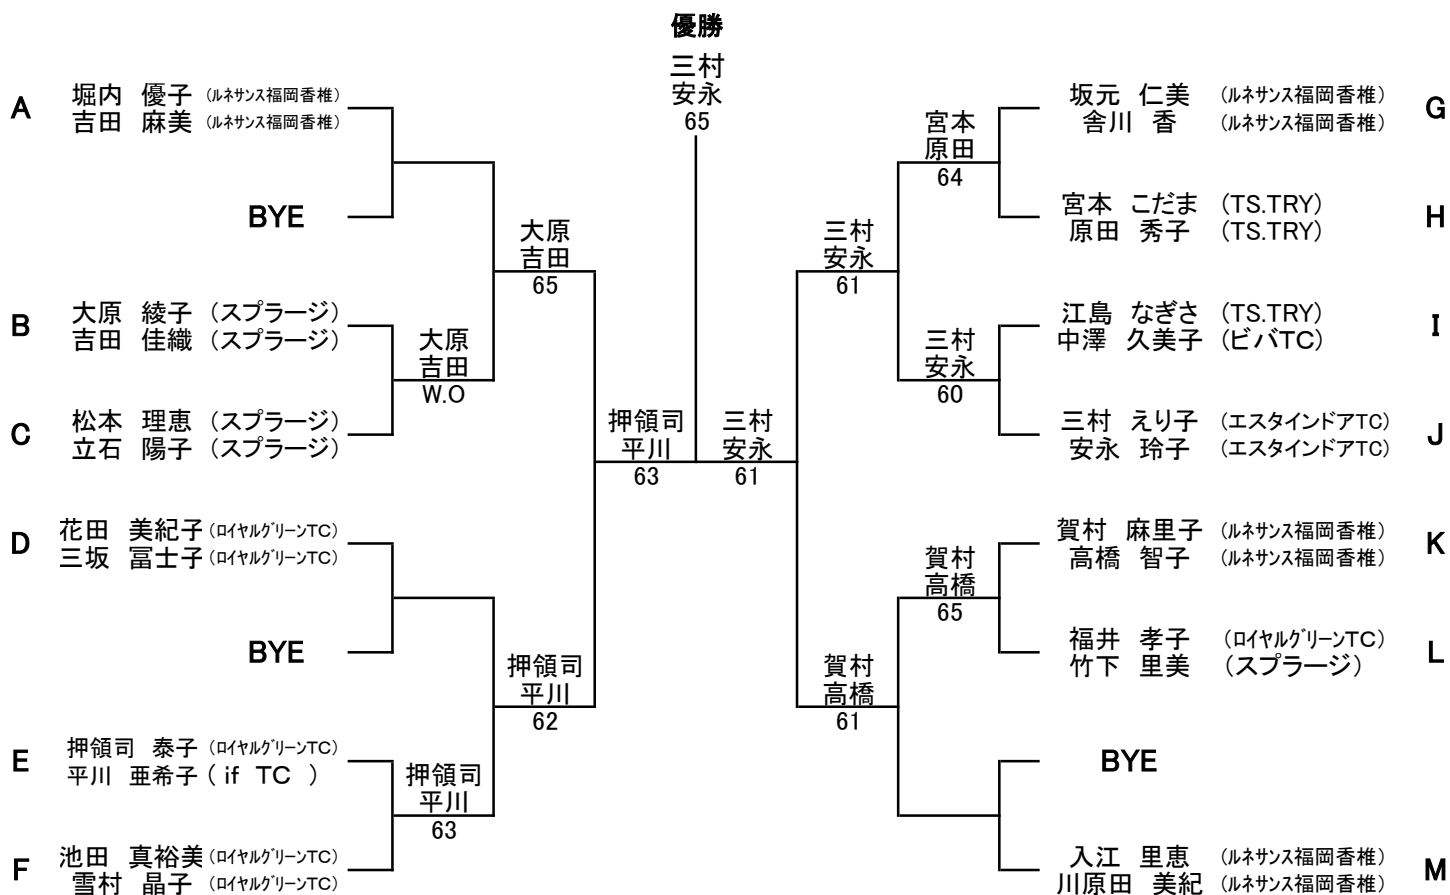 優勝
三村
安永
65
A
堀内 優子 (ルネサンス福岡香椎)
吉田 麻美 (ルネサンス福岡香椎)
BYE
B
大原 綾子 (スプラージ)
吉田 佳織 (スプラージ)
C
松本 理恵 (スプラージ)
立石 陽子 (スプラージ)
D
花田 美紀子 (ロイヤルグリーンTC)
三坂 冨士子 (ロイヤルグリーンTC)
BYE
E
押領司 泰子 (ロイヤルグリーンTC)
平川 亜希子 ( if TC )
F
池田 真裕美 (ロイヤルグリーンTC)
雪村 晶子 (ロイヤルグリーンTC)
大原
吉田
W.O
押領司
平川
63
大原
吉田
65
押領司
平川
62
押領司
平川
63
三村
安永
61
三村
安永
61
賀村
高橋
61
宮本
原田
64
三村
安永
60
賀村
高橋
65
坂元 仁美 (ルネサンス福岡香椎)
舎川 香 (ルネサンス福岡香椎)
G
宮本 こだま (TS.TRY)
原田 秀子 (TS.TRY)
H
江島 なぎさ (TS.TRY)
中澤 久美子 (ビバTC)
I
三村 えり子 (エスタインドアTC)
安永 玲子 (エスタインドアTC)
J
賀村 麻里子 (ルネサンス福岡香椎)
高橋 智子 (ルネサンス福岡香椎)
K
福井 孝子 (ロイヤルグリーンTC)
竹下 里美 (スプラージ)
L
BYE
入江 里恵 (ルネサンス福岡香椎)
川原田 美紀 (ルネサンス福岡香椎)
M